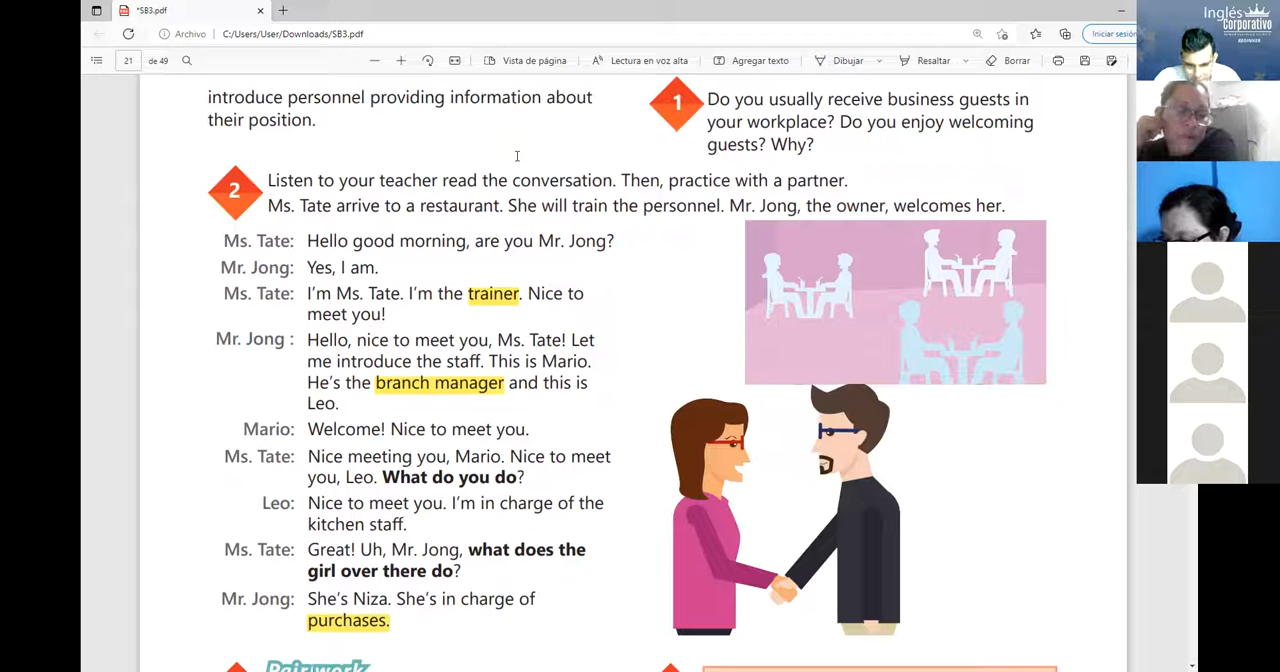 *SB3.pdf
Archivo
C:/Users/User/Downloads/SB3.pdf
Iniciar sesión
21
de 49
Vista de página
Lectura en voz alta
Agregar texto
Dibujar
Resaltar
Borrar
Inglés
Corporativo
BEGINNER
introduce personnel providing information about
their position.
1
Do you usually receive business guests in
your workplace? Do you enjoy welcoming
guests? Why?
2
Listen to your teacher read the conversation. Then, practice with a partner.
Ms. Tate arrive to a restaurant. She will train the personnel. Mr. Jong, the owner, welcomes her.
Ms. Tate: Hello good morning, are you Mr. Jong?
Mr. Jong: Yes, I am.
Ms. Tate: I'm Ms. Tate. I'm the trainer. Nice to
meet you!
Mr. Jong : Hello, nice to meet you, Ms. Tate! Let
me introduce the staff. This is Mario.
He's the branch manager and this is
Leo.
Mario: Welcome! Nice to meet you.
Ms. Tate: Nice meeting you, Mario. Nice to meet
you, Leo. What do you do?
Leo: Nice to meet you. I'm in charge of the
kitchen staff.
Ms. Tate: Great! Uh, Mr. Jong, what does the
girl over there do?
Mr. Jong: She's Niza. She's in charge of
purchases.
Pair work